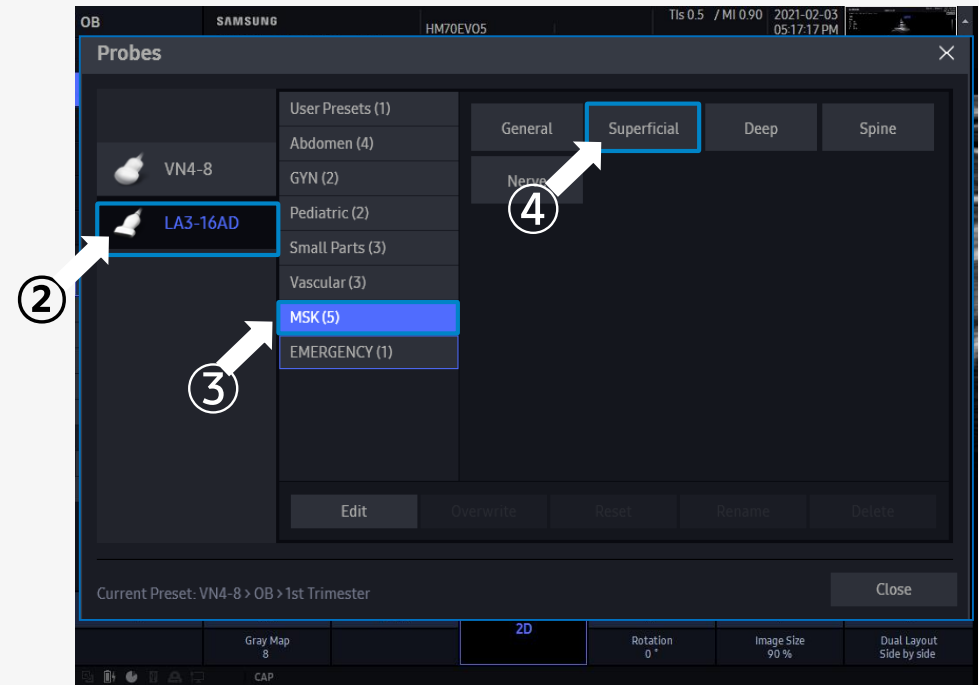 OB
SAMSUNG
HM70EVO5
TIs 0.5 / MI 0.90
2021-02-03
05:17:17 PM
Probes
VN4-8
LA3-16AD
②
User Presets (1)
Abdomen (4)
GYN (2)
Pediatric (2)
Small Parts (3)
Vascular (3)
MSK (5)
EMERGENCY (1)
③
General
Superficial
Deep
Spine
Nerve
④
Edit
Overwrite
Reset
Rename
Delete
Current Preset: VN4-8 > OB > 1st Trimester
Close
2D
Gray Map
8
Rotation
0 °
Image Size
90 %
Dual Layout
Side by side
CAP